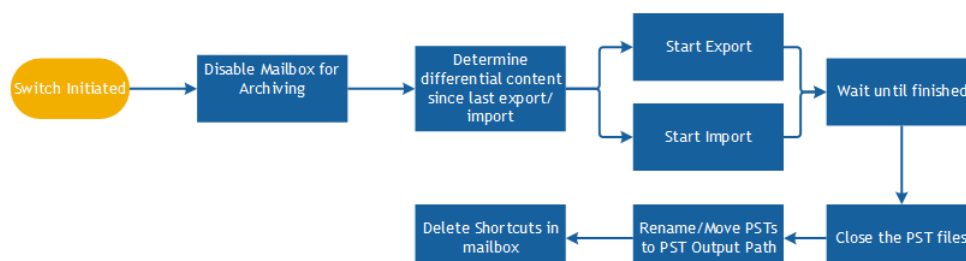 Switch Initiated
Disable Mailbox for
Archiving
Determine
differential content
since last export/
import
Start Export
Start Import
Wait until finished
Close the PST files
Rename/Move PSTs
to PST Output Path
Delete Shortcuts in
mailbox